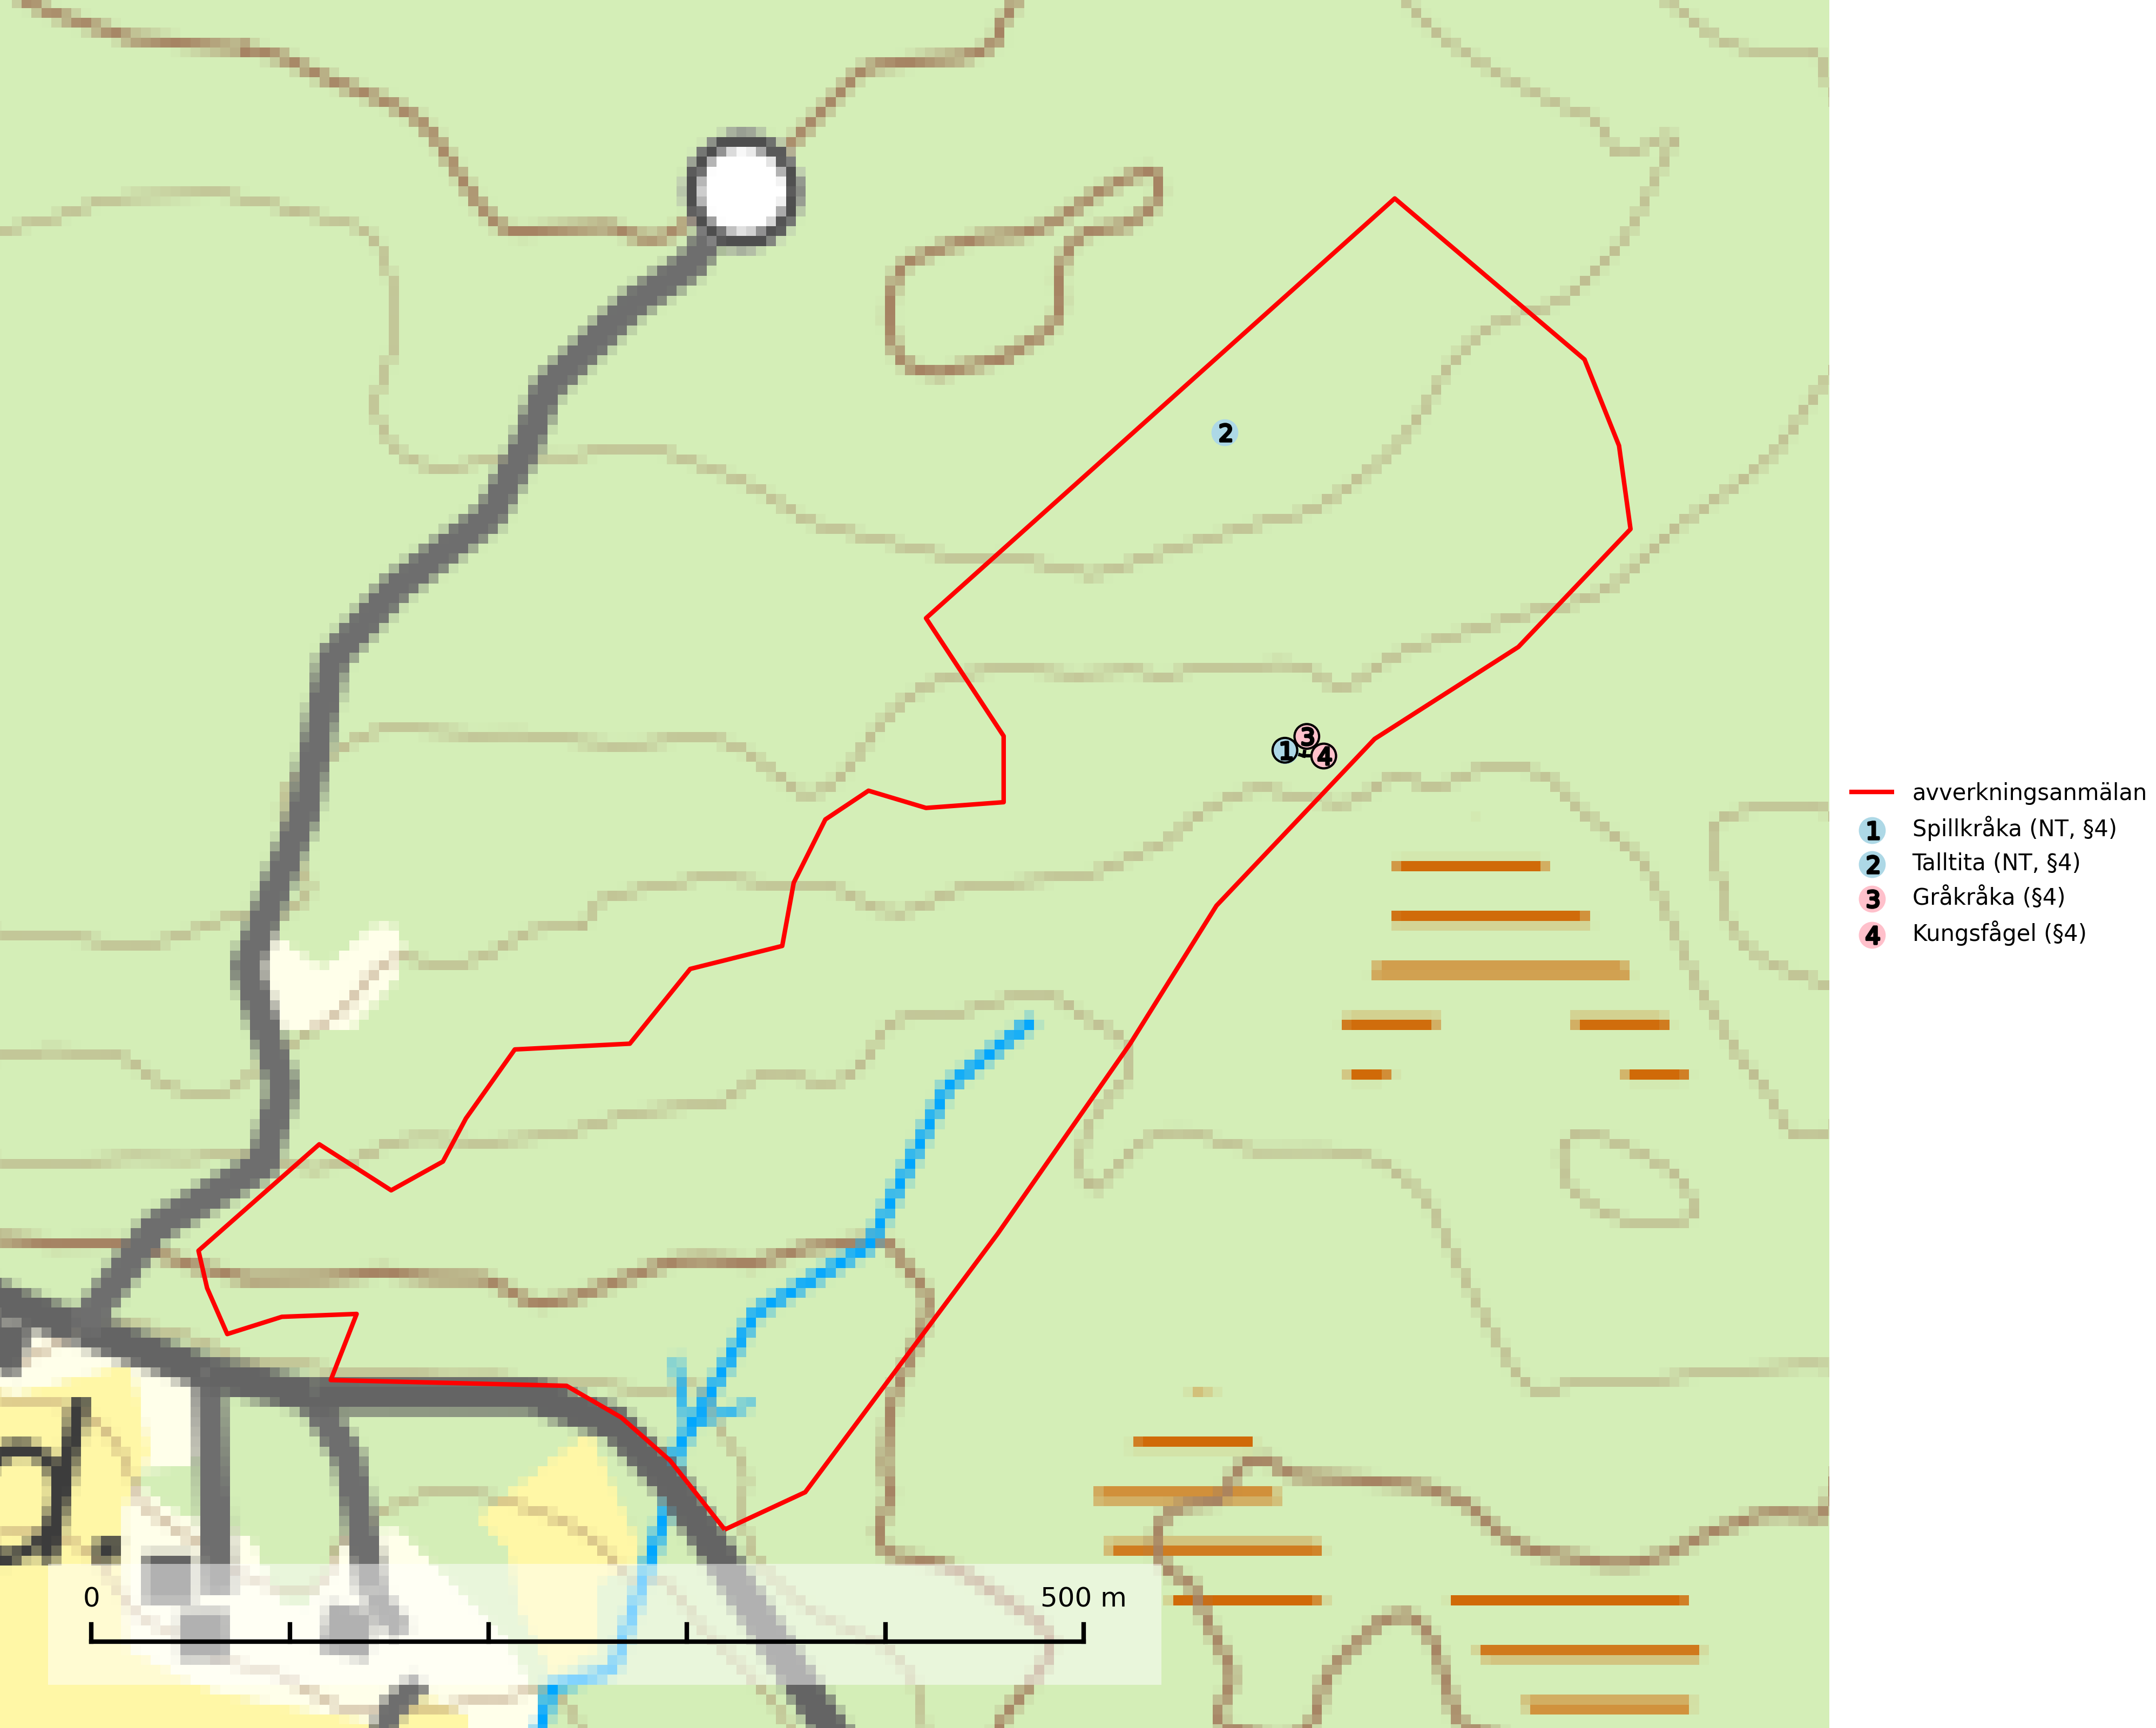 2
3
1
4
avverkningsanmälan
1 Spillkråka (NT, §4)
2 Talltita (NT, §4)
3 Gråkråka (§4)
4 Kungsfågel (§4)
d.
0 500 m